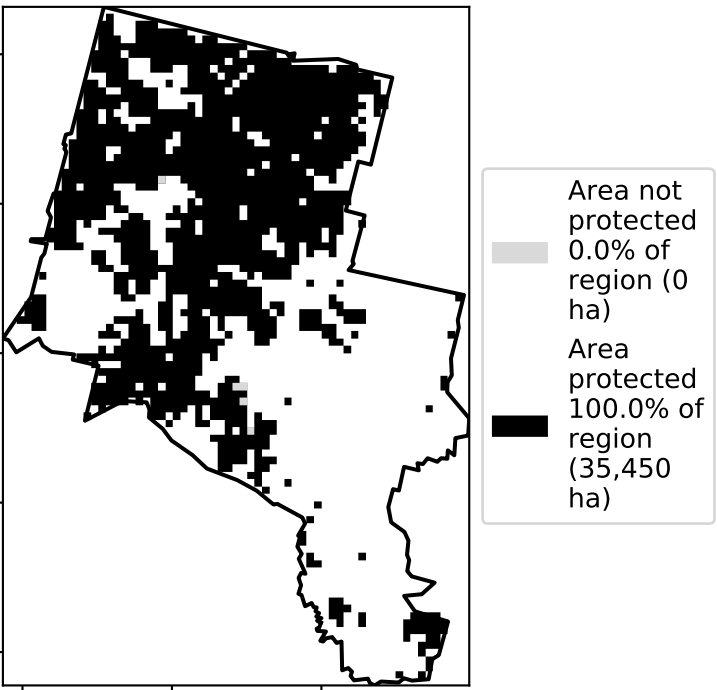 Area not
protected
0.0% of
region (0
ha)
Area
protected
100.0% of
region
(35,450
ha)